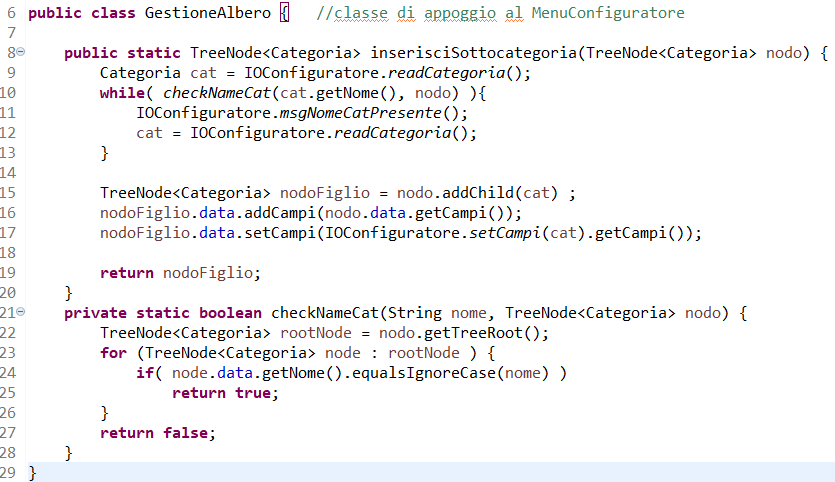 6 public class GestioneAlbero { //classe di appoggio al MenuConfiguratore
7
8 public static TreeNode<Categoria> inserisciSottocategoria(TreeNode<Categoria> nodo) {
9 Categoria cat = IOConfiguratore.readCategoria();
10 while( checkNameCat(cat.getNome(), nodo) ){
11 IOConfiguratore.msgNomeCatPresente();
12 cat = IOConfiguratore.readCategoria();
13 }
14
15 TreeNode<Categoria> nodoFiglio = nodo.addChild(cat) ;
16 nodoFiglio.data.addCampi(nodo.data.getCampi());
17 nodoFiglio.data.setCampi(IOConfiguratore.setCampi(cat).getCampi());
18
19 return nodoFiglio;
20 }
21 private static boolean checkNameCat(String nome, TreeNode<Categoria> nodo) {
22 TreeNode<Categoria> rootNode = nodo.getTreeRoot();
23 for (TreeNode<Categoria> node : rootNode ) {
24 if( node.data.getNome().equalsIgnoreCase(nome) )
25 return true;
26 }
27 return false;
28 }
29 }